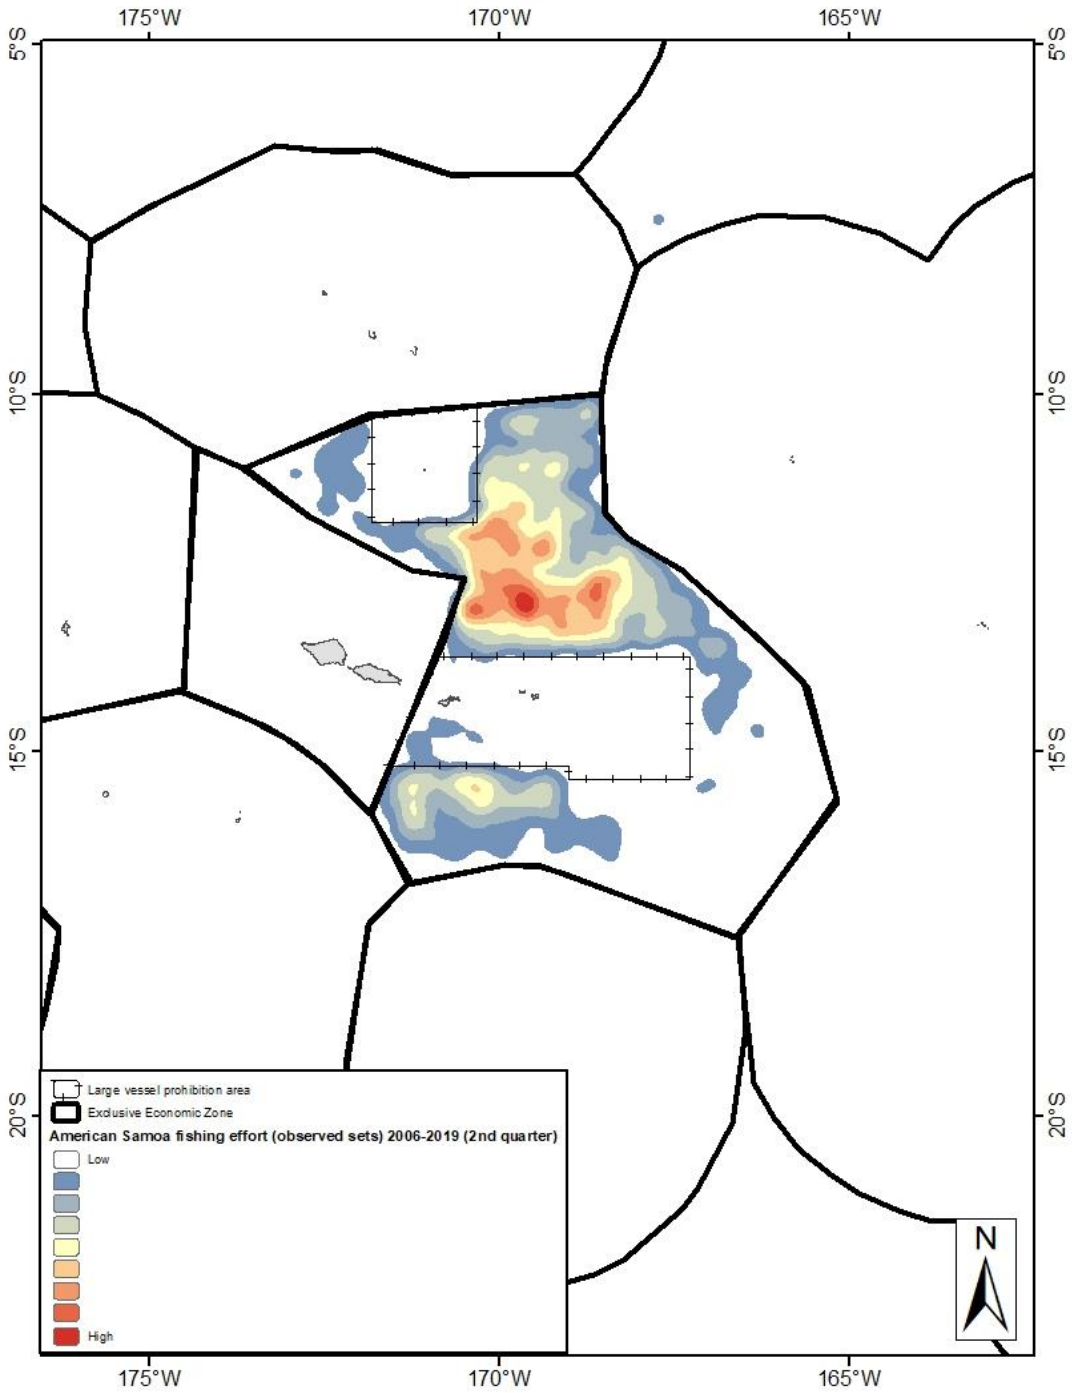 175°W 170°W 165°W
5°S 5°S
10°S 10°S
15°S 15°S
20°S 20°S
Large vessel prohibition area
Exclusive Economic Zone
American Samoa fishing effort (observed sets) 2006-2019 (2nd quarter)
Low
High
N
175°W 170°W 165°W